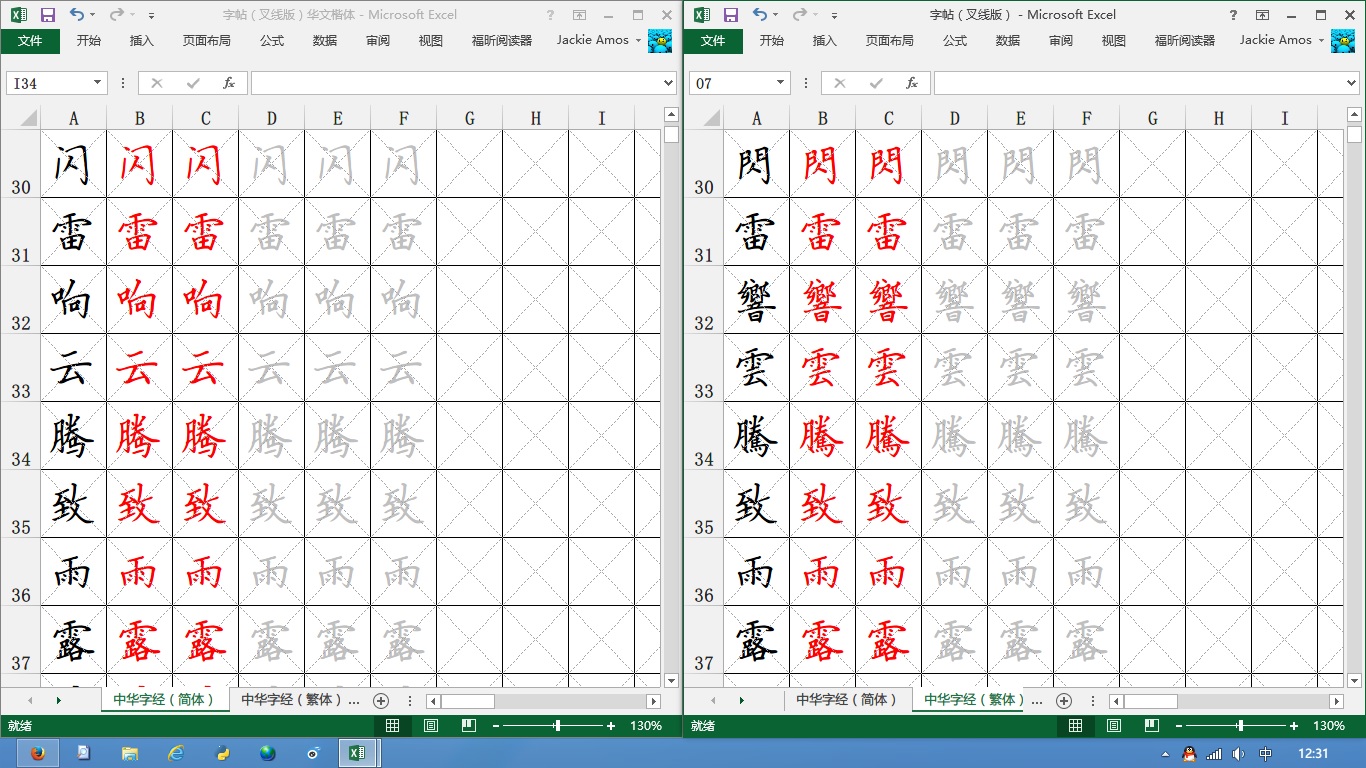 字帖（叉线版）华文楷体 - Microsoft Excel
文件 开始 插入 页面布局 公式 数据 审阅 视图 福昕阅读器 Jackie Amos
I34 fx
A B C D E F G H I
30 闪 闪 闪 闪 闪 闪
31 雷 雷 雷 雷 雷 雷
32 响 响 响 响 响 响
33 云 云 云 云 云 云
34 腾 腾 腾 腾 腾 腾
35 致 致 致 致 致 致
36 雨 雨 雨 雨 雨 雨
37 露 露 露 露 露 露
中华字经（简体） 中华字经（繁体） ...
就绪 130%
字帖（叉线版） - Microsoft Excel
文件 开始 插入 页面布局 公式 数据 审阅 视图 福昕阅读器 Jackie Amos
O7 fx
A B C D E F G H I
30 閃 閃 閃 閃 閃 閃
31 雷 雷 雷 雷 雷 雷
32 響 響 響 響 響 響
33 雲 雲 雲 雲 雲 雲
34 騰 騰 騰 騰 騰 騰
35 致 致 致 致 致 致
36 雨 雨 雨 雨 雨 雨
37 露 露 露 露 露 露
中华字经（简体） 中华字经（繁体） ...
就绪 130%
中 12:31